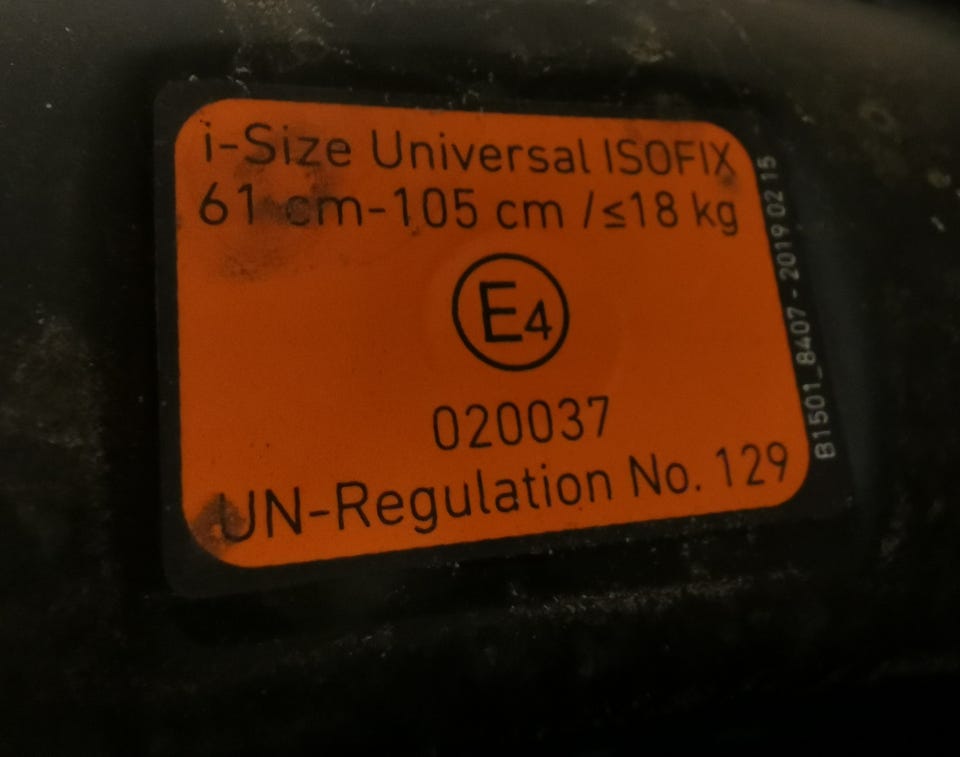 i-Size Universal ISOFIX
61 cm-105 cm /≤18 kg
E4
020037
UN-Regulation No. 129
B1501_8407 - 2019 02 15